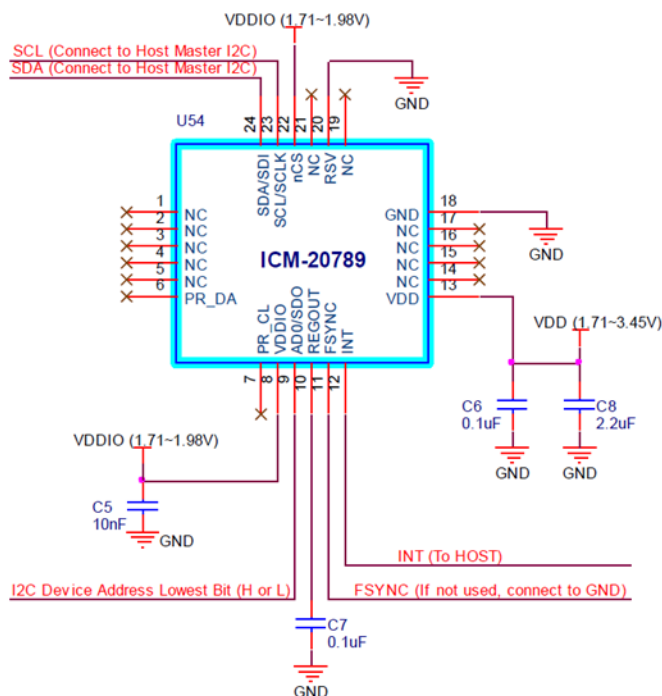 VDDIO (1.71~1.98V)
SCL (Connect to Host Master I2C)
SDA (Connect to Host Master I2C)
GND
U54
24
23
22
21
20
19
SDA/SDI
SCL/SCLK
nCS
NC
RSV
NC
1
2
3
4
5
6
NC
NC
NC
NC
NC
PR_DA
ICM-20789
GND
NC
NC
NC
NC
VDD
18
17
16
15
14
13
GND
PR_CL
VDDIO
AD0/SDO
REGOUT
FSYNC
INT
7
8
9
10
11
12
VDD (1.71~3.45V)
C6
0.1uF
C8
2.2uF
GND
GND
VDDIO (1.71~1.98V)
C5
10nF
GND
INT (To HOST)
I2C Device Address Lowest Bit (H or L)
FSYNC (If not used, connect to GND)
C7
0.1uF
GND